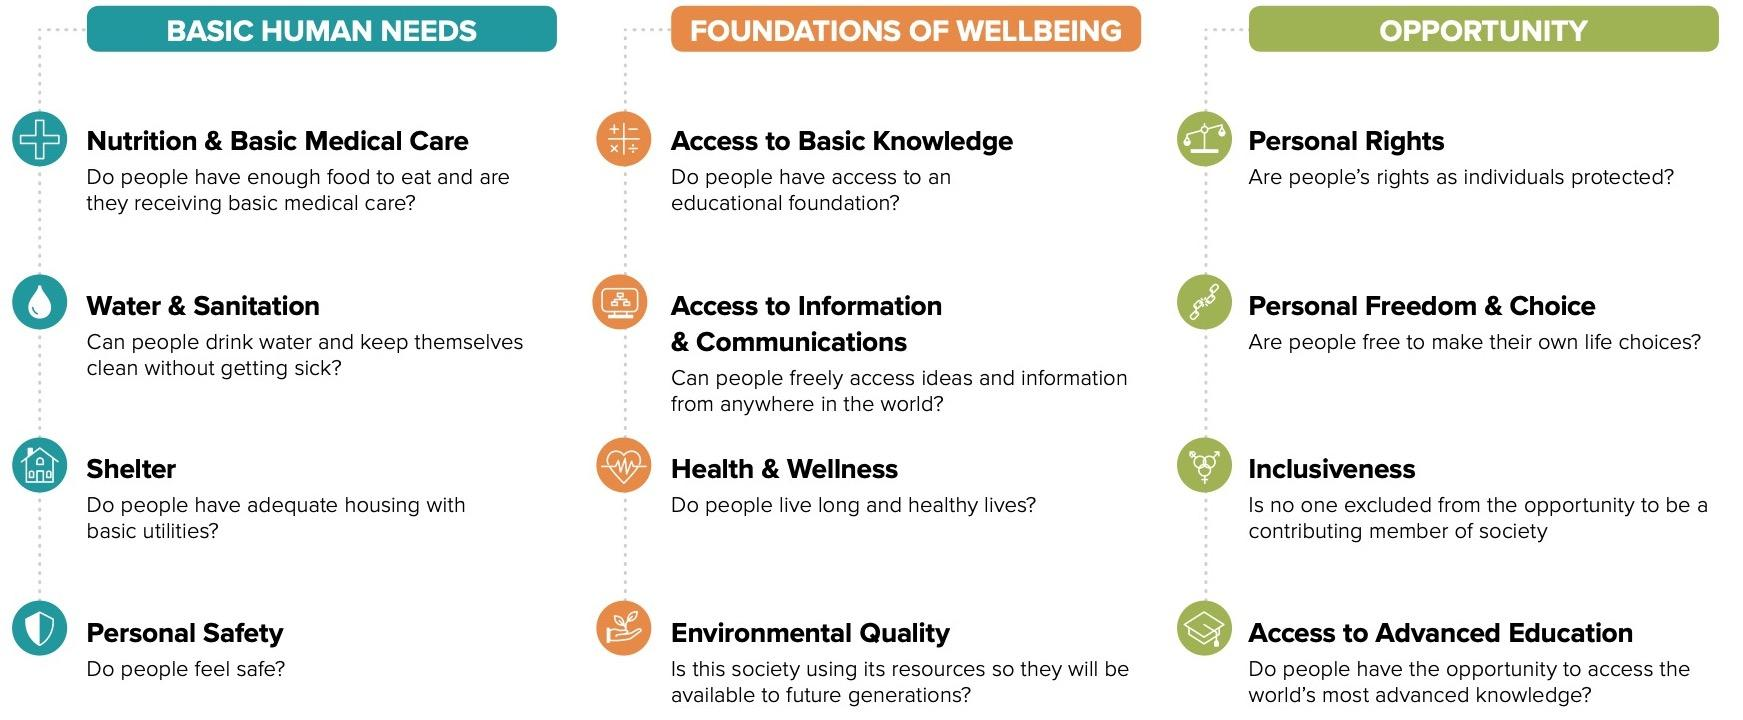 BASIC HUMAN NEEDS
Nutrition & Basic Medical Care
Do people have enough food to eat and are
they receiving basic medical care?
Water & Sanitation
Can people drink water and keep themselves
clean without getting sick?
Shelter
Do people have adequate housing with
basic utilities?
Personal Safety
Do people feel safe?
FOUNDATIONS OF WELLBEING
Access to Basic Knowledge
Do people have access to an
educational foundation?
Access to Information
& Communications
Can people freely access ideas and information
from anywhere in the world?
Health & Wellness
Do people live long and healthy lives?
Environmental Quality
Is this society using its resources so they will be
available to future generations?
OPPORTUNITY
Personal Rights
Are people’s rights as individuals protected?
Personal Freedom & Choice
Are people free to make their own life choices?
Inclusiveness
Is no one excluded from the opportunity to be a
contributing member of society
Access to Advanced Education
Do people have the opportunity to access the
world’s most advanced knowledge?